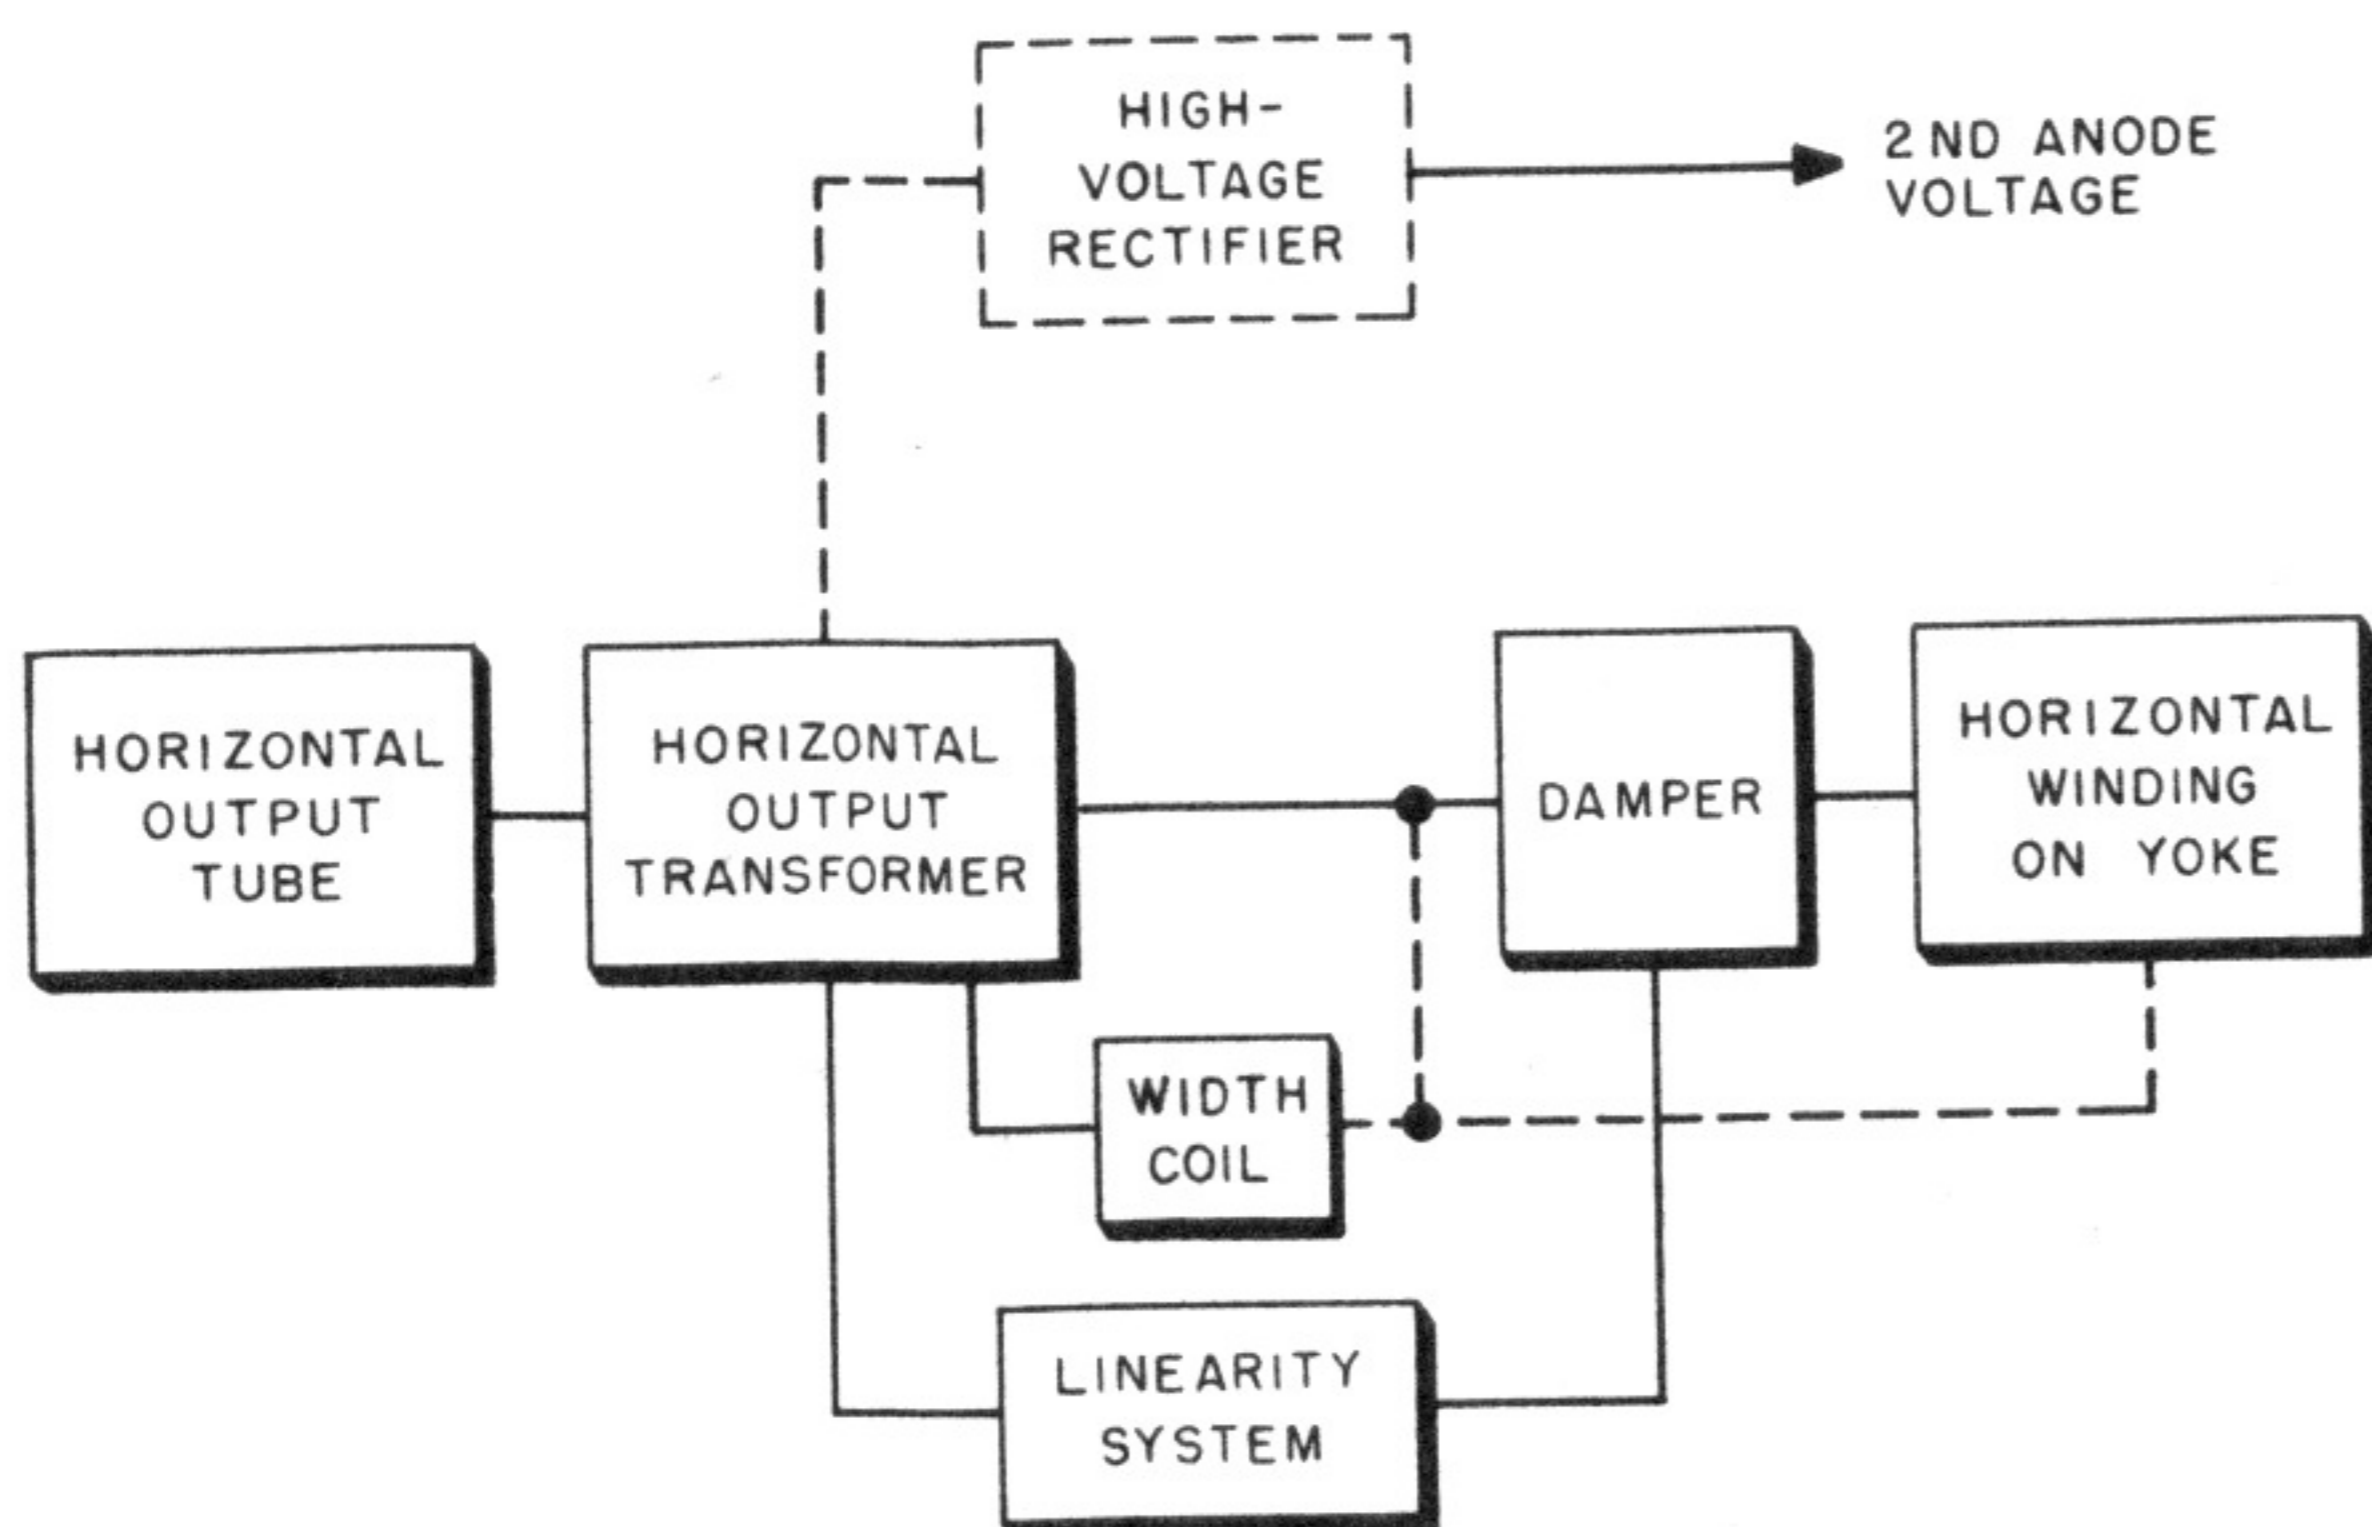 HIGH-
VOLTAGE
RECTIFIER
2ND ANODE
VOLTAGE
HORIZONTAL
OUTPUT
TUBE
HORIZONTAL
OUTPUT
TRANSFORMER
DAMPER
HORIZONTAL
WINDING
ON YOKE
WIDTH
COIL
LINEARITY
SYSTEM